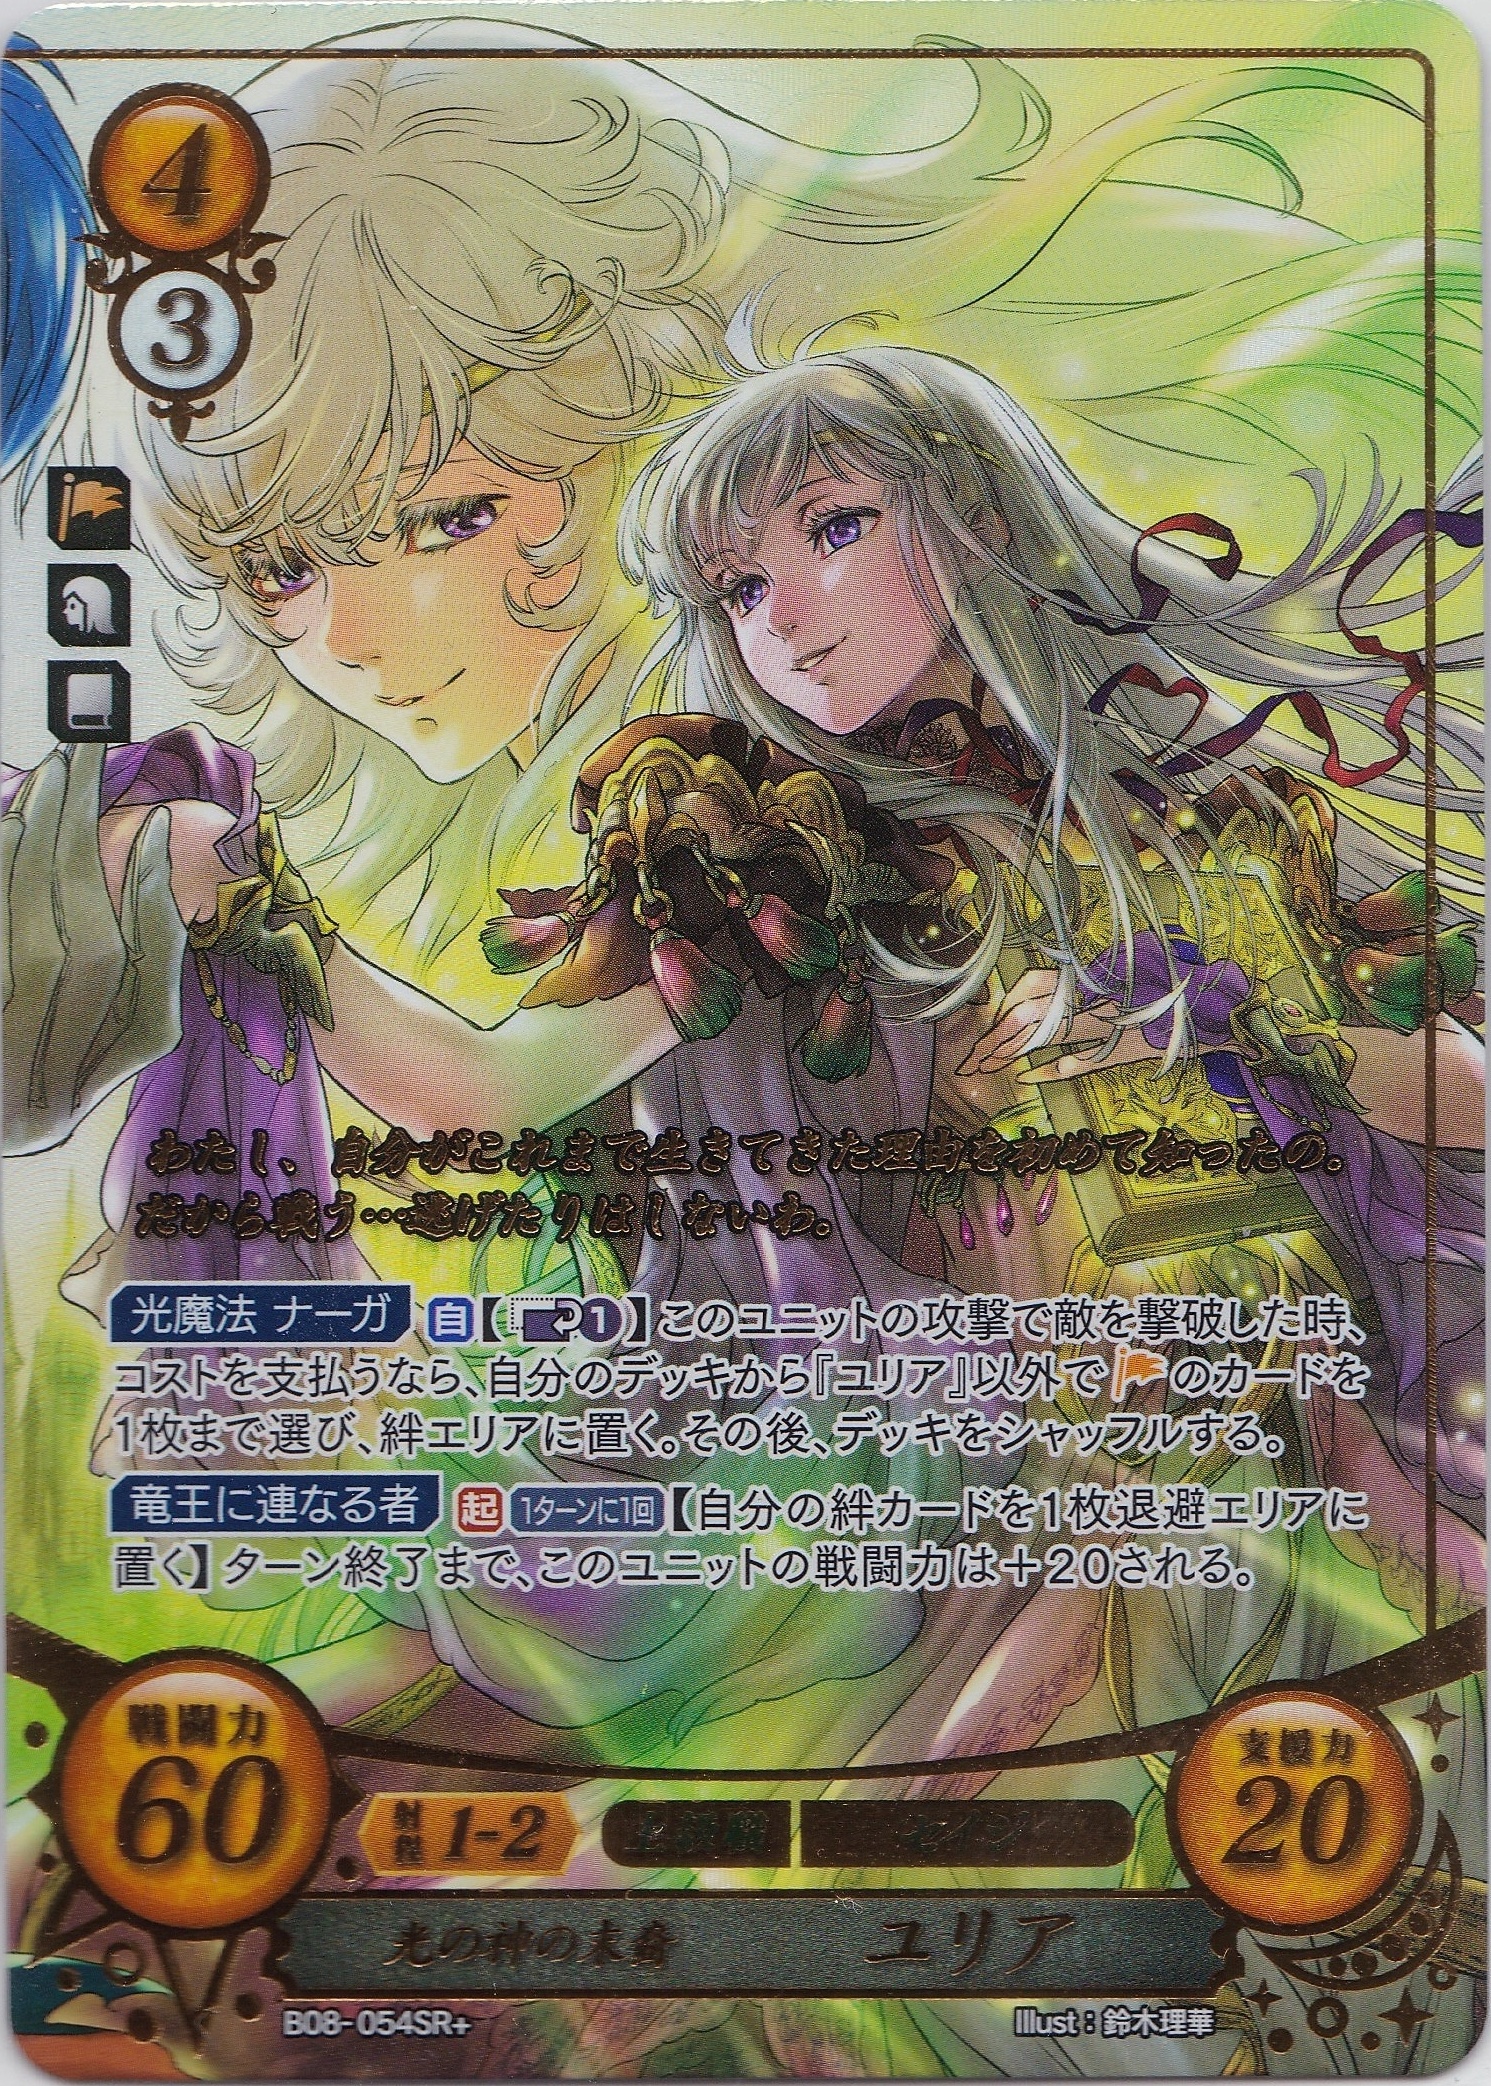 4
3
わたし、自分がこれまで生きてきた理由を初めて知ったの。
だから戦う…逃げたりはしないわ。
光魔法 ナーガ 自【1】このユニットの攻撃で敵を撃破した時、
コストを支払うなら、自分のデッキから『ユリア』以外で のカードを
1枚まで選び、絆エリアに置く。その後、デッキをシャッフルする。
竜王に連なる者 起 1ターンに1回【自分の絆カードを1枚退避エリアに
置く】ターン終了まで、このユニットの戦闘力は＋20される。
戦闘力
60
射程 1-2 上級職 セイジ
支援力
20
光の神の末裔 ユリア
B08-054SR+ Illust：鈴木理華